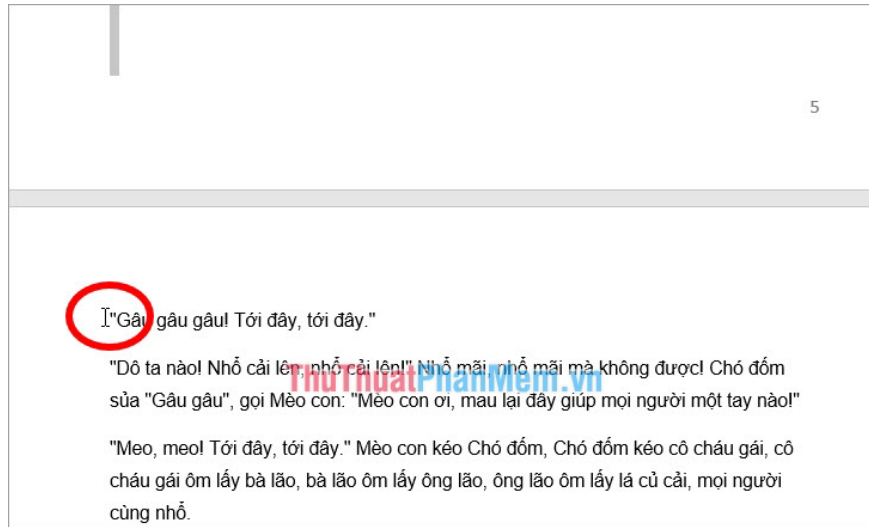 5
"Gâu gâu gâu! Tới đây, tới đây."
"Dô ta nào! Nhổ cải lên, nhổ cải lên!" Nhổ mãi, nhổ mãi mà không được! Chó đốm
sủa "Gâu gâu", gọi Mèo con: "Mèo con ơi, mau lại đây giúp mọi người một tay nào!"
ThuThuatPhanMem.vn
"Meo, meo! Tới đây, tới đây." Mèo con kéo Chó đốm, Chó đốm kéo cô cháu gái, cô
cháu gái ôm lấy bà lão, bà lão ôm lấy ông lão, ông lão ôm lấy lá củ cải, mọi người
cùng nhổ.